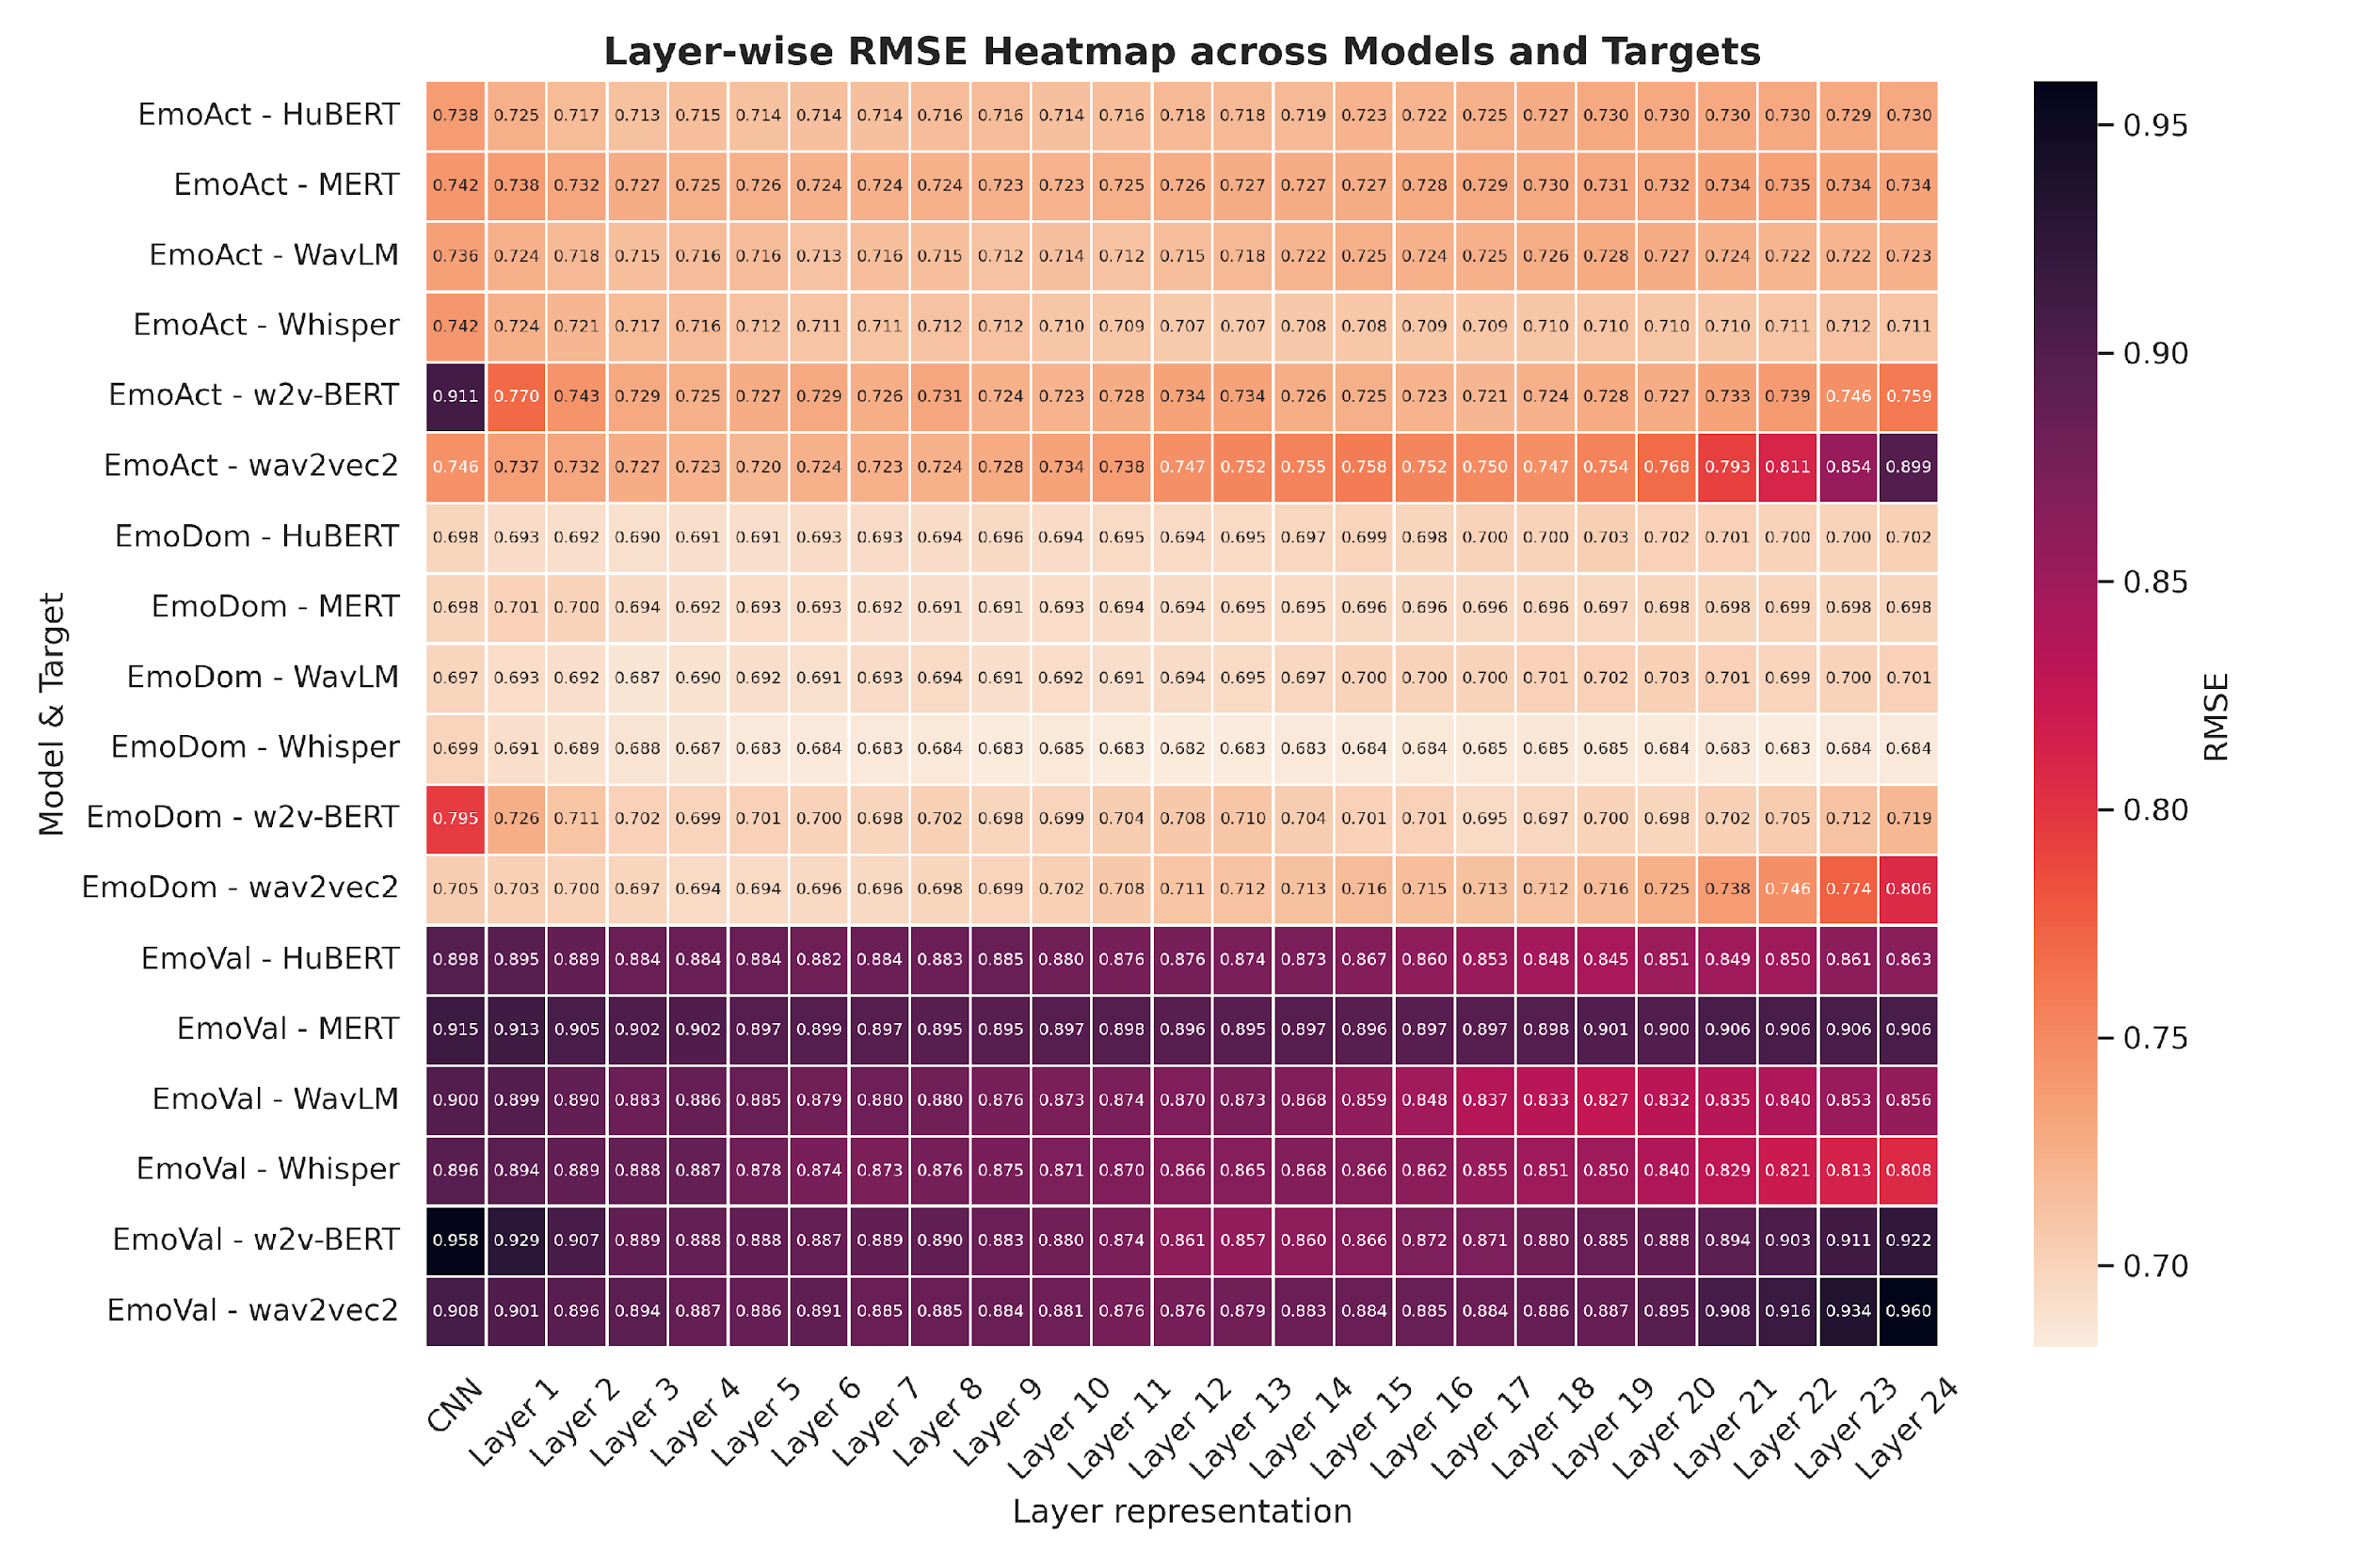 Layer-wise RMSE Heatmap across Models and Targets
EmoAct - HuBERT 0.738 0.725 0.717 0.713 0.715 0.714 0.714 0.714 0.716 0.716 0.714 0.716 0.718 0.718 0.719 0.723 0.722 0.725 0.727 0.730 0.730 0.730 0.730 0.729 0.730
EmoAct - MERT 0.742 0.738 0.732 0.727 0.725 0.726 0.724 0.724 0.724 0.723 0.723 0.725 0.726 0.727 0.727 0.727 0.728 0.729 0.730 0.731 0.732 0.734 0.735 0.734 0.734
EmoAct - WavLM 0.736 0.724 0.718 0.715 0.716 0.716 0.713 0.716 0.715 0.712 0.714 0.712 0.715 0.718 0.722 0.725 0.724 0.725 0.726 0.728 0.727 0.724 0.722 0.722 0.723
EmoAct - Whisper 0.742 0.724 0.721 0.717 0.716 0.712 0.711 0.711 0.712 0.712 0.710 0.709 0.707 0.707 0.708 0.708 0.709 0.709 0.710 0.710 0.710 0.710 0.711 0.712 0.711
EmoAct - w2v-BERT 0.911 0.770 0.743 0.729 0.725 0.727 0.729 0.726 0.731 0.724 0.723 0.728 0.734 0.734 0.726 0.725 0.723 0.721 0.724 0.728 0.727 0.733 0.739 0.746 0.759
EmoAct - wav2vec2 0.746 0.737 0.732 0.727 0.723 0.720 0.724 0.723 0.724 0.728 0.734 0.738 0.747 0.752 0.755 0.758 0.752 0.750 0.747 0.754 0.768 0.793 0.811 0.854 0.899
EmoDom - HuBERT 0.698 0.693 0.692 0.690 0.691 0.691 0.693 0.693 0.694 0.696 0.694 0.695 0.694 0.695 0.697 0.699 0.698 0.700 0.700 0.703 0.702 0.701 0.700 0.700 0.702
EmoDom - MERT 0.698 0.701 0.700 0.694 0.692 0.693 0.693 0.692 0.691 0.691 0.693 0.694 0.694 0.695 0.695 0.696 0.696 0.696 0.696 0.697 0.698 0.698 0.699 0.698 0.698
EmoDom - WavLM 0.697 0.693 0.692 0.687 0.690 0.692 0.691 0.693 0.694 0.691 0.692 0.691 0.694 0.695 0.697 0.700 0.700 0.700 0.701 0.702 0.703 0.701 0.699 0.700 0.701
EmoDom - Whisper 0.699 0.691 0.689 0.688 0.687 0.683 0.684 0.683 0.684 0.683 0.685 0.683 0.682 0.683 0.683 0.684 0.684 0.685 0.685 0.685 0.684 0.683 0.683 0.684 0.684
EmoDom - w2v-BERT 0.795 0.726 0.711 0.702 0.699 0.701 0.700 0.698 0.702 0.698 0.699 0.704 0.708 0.710 0.704 0.701 0.701 0.695 0.697 0.700 0.698 0.702 0.705 0.712 0.719
EmoDom - wav2vec2 0.705 0.703 0.700 0.697 0.694 0.694 0.696 0.696 0.698 0.699 0.702 0.708 0.711 0.712 0.713 0.716 0.715 0.713 0.712 0.716 0.725 0.738 0.746 0.774 0.806
EmoVal - HuBERT 0.898 0.895 0.889 0.884 0.884 0.884 0.882 0.884 0.883 0.885 0.880 0.876 0.876 0.874 0.873 0.867 0.860 0.853 0.848 0.845 0.851 0.849 0.850 0.861 0.863
EmoVal - MERT 0.915 0.913 0.905 0.902 0.902 0.897 0.899 0.897 0.895 0.895 0.897 0.898 0.896 0.895 0.897 0.896 0.897 0.897 0.898 0.901 0.900 0.906 0.906 0.906 0.906
EmoVal - WavLM 0.900 0.899 0.890 0.883 0.886 0.885 0.879 0.880 0.880 0.876 0.873 0.874 0.870 0.873 0.868 0.859 0.848 0.837 0.833 0.827 0.832 0.835 0.840 0.853 0.856
EmoVal - Whisper 0.896 0.894 0.889 0.888 0.887 0.878 0.874 0.873 0.876 0.875 0.871 0.870 0.866 0.865 0.868 0.866 0.862 0.855 0.851 0.850 0.840 0.829 0.821 0.813 0.808
EmoVal - w2v-BERT 0.958 0.929 0.907 0.889 0.888 0.888 0.887 0.889 0.890 0.883 0.880 0.874 0.861 0.857 0.860 0.866 0.872 0.871 0.880 0.885 0.888 0.894 0.903 0.911 0.922
EmoVal - wav2vec2 0.908 0.901 0.896 0.894 0.887 0.886 0.891 0.885 0.885 0.884 0.881 0.876 0.876 0.879 0.883 0.884 0.885 0.884 0.886 0.887 0.895 0.908 0.916 0.934 0.960
CNN Layer 1 Layer 2 Layer 3 Layer 4 Layer 5 Layer 6 Layer 7 Layer 8 Layer 9 Layer 10 Layer 11 Layer 12 Layer 13 Layer 14 Layer 15 Layer 16 Layer 17 Layer 18 Layer 19 Layer 20 Layer 21 Layer 22 Layer 23 Layer 24
Layer representation
Model & Target
0.95
0.90
0.85
0.80
0.75
0.70
RMSE